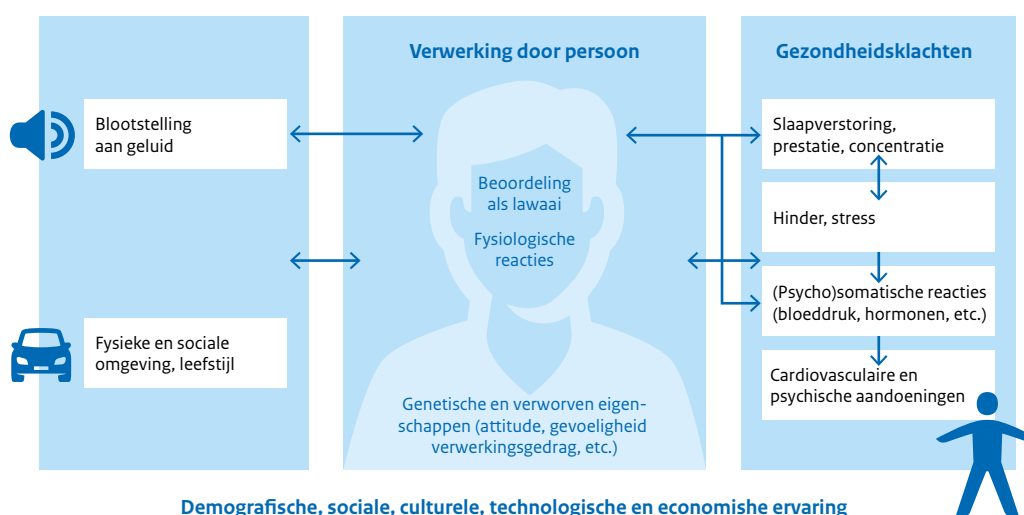 Verwerking door persoon
Gezondheidsklachten
Blootstelling
aan geluid
Fysieke en sociale
omgeving, leefstijl
Beoordeling
als lawaai
Fysiologische
reacties
Genetische en verworven eigen-
schappen (attitude, gevoeligheid
verwerkingsgedrag, etc.)
Slaapverstoring,
prestatie, concentratie
Hinder, stress
(Psycho)somatische reacties
(bloeddruk, hormonen, etc.)
Cardiovasculaire en
psychische aandoeningen
Demografische, sociale, culturele, technologische en economishe ervaring